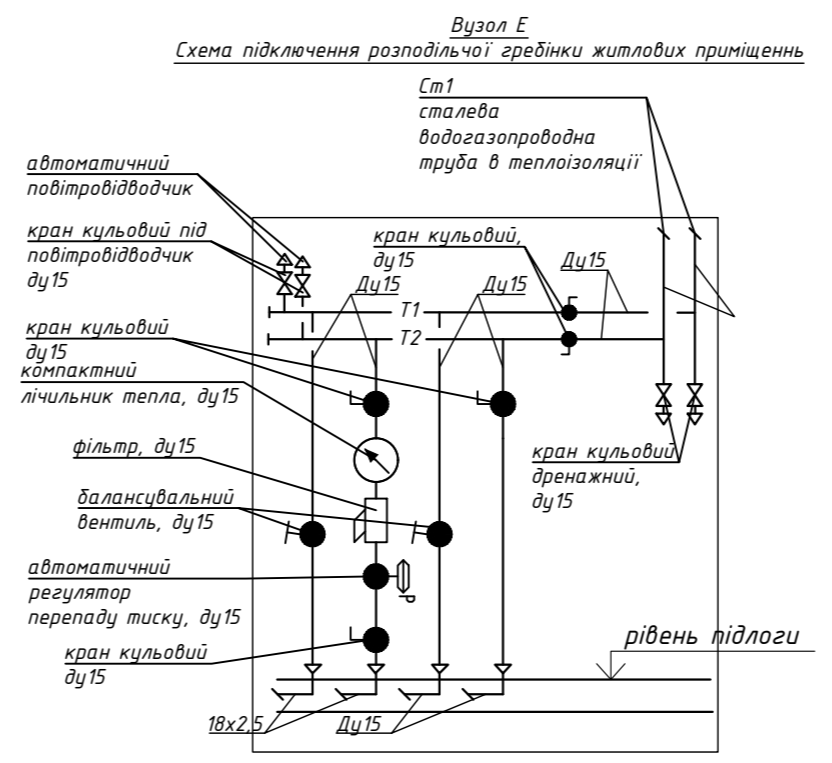 Вузол Е
Схема підключення розподільчої гребінки житлових приміщеннь
Ст1
сталева
водогазопроводна
труба в теплоізоляції
автоматичний
повітровідводчик
кран кульовий під
повітровідводчик
ду15
кран кульовий,
ду15
Ду15
Ду15
Ду15
Т1
Т2
кран кульовий
ду15
компактний
лічильник тепла, ду15
фільтр, ду15
кран кульовий
дренажний,
ду15
балансувальний
вентиль, ду15
автоматичний
регулятор
перепаду тиску, ду15
Р
кран кульовий
ду15
рівень підлоги
18х2,5
Ду15